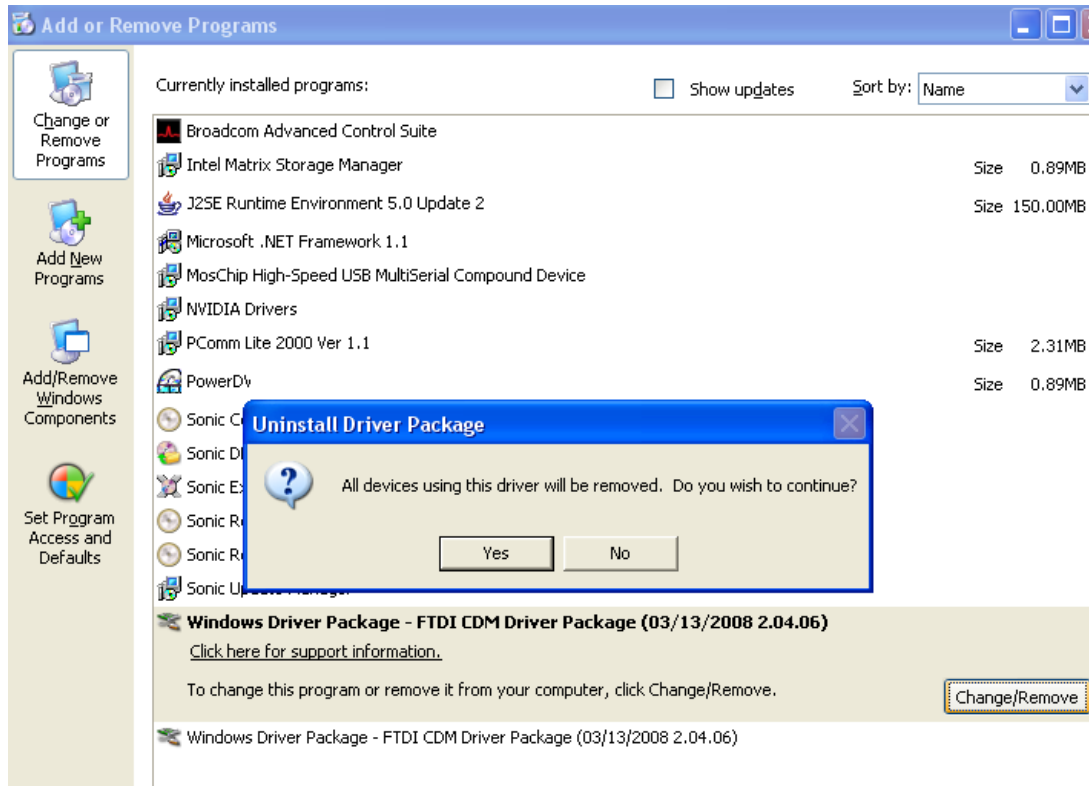 Add or Remove Programs
Change or
Remove
Programs
Add New
Programs
Add/Remove
Windows
Components
Set Program
Access and
Defaults
Currently installed programs:
Show updates
Sort by:
Name
Broadcom Advanced Control Suite
Intel Matrix Storage Manager
Size 0.89MB
J2SE Runtime Environment 5.0 Update 2
Size 150.00MB
Microsoft .NET Framework 1.1
MosChip High-Speed USB MultiSerial Compound Device
NVIDIA Drivers
PComm Lite 2000 Ver 1.1
Size 2.31MB
Size 0.89MB
Sonic
Sonic
Sonic
Sonic
Sonic
Sonic
Uninstall Driver Package
All devices using this driver will be removed. Do you wish to continue?
Yes
No
Windows Driver Package - FTDI CDM Driver Package (03/13/2008 2.04.06)
Click here for support information.
To change this program or remove it from your computer, click Change/Remove.
Change/Remove
Windows Driver Package - FTDI CDM Driver Package (03/13/2008 2.04.06)